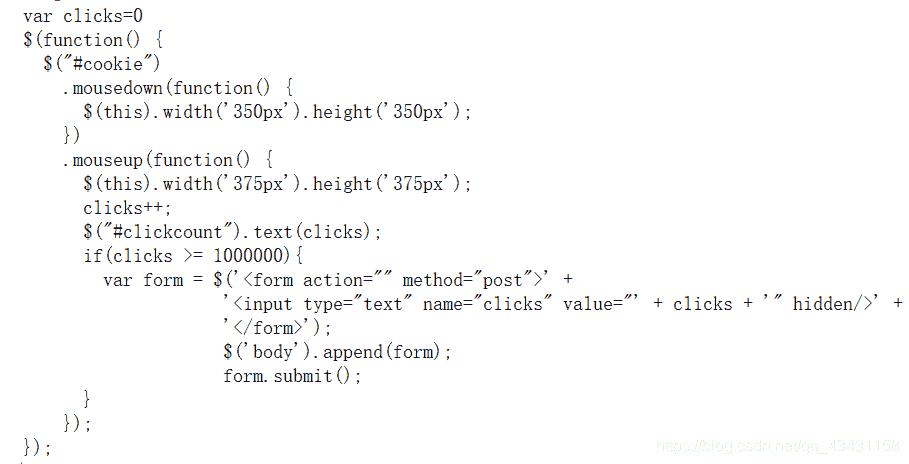 var clicks=0
$(function() {
  $("#cookie")
    .mousedown(function() {
      $(this).width('350px').height('350px');
    })
    .mouseup(function() {
      $(this).width('375px').height('375px');
      clicks++;
      $("#clickcount").text(clicks);
      if(clicks >= 1000000){
        var form = $('<form action="" method="post">' +
                    '<input type="text" name="clicks" value="' + clicks + '" hidden/>' +
                    '</form>');
                    $('body').append(form);
                    form.submit();
      }
    });
});
https://blog.csdn.net/qq_43431158